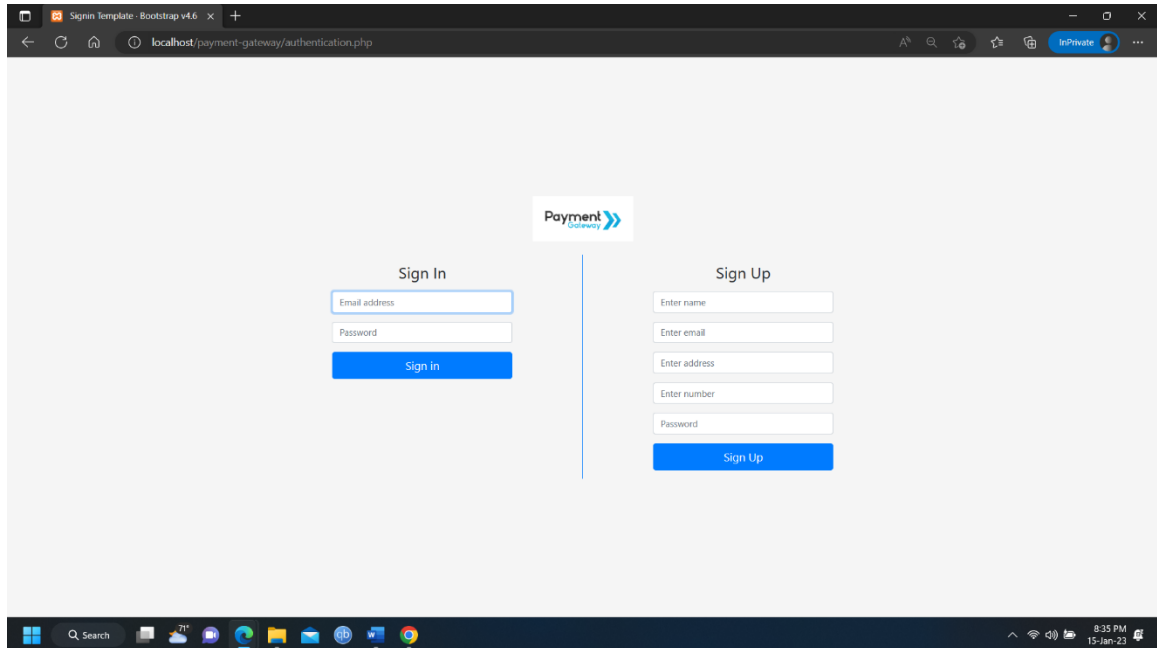 Signin Template · Bootstrap v4.6
localhost/payment-gateway/authentication.php
InPrivate
Payment
Gateway
Sign In
Email address
Password
Sign in
Sign Up
Enter name
Enter email
Enter address
Enter number
Password
Sign Up
Search
71°
qb
W
8:35 PM
15-Jan-23